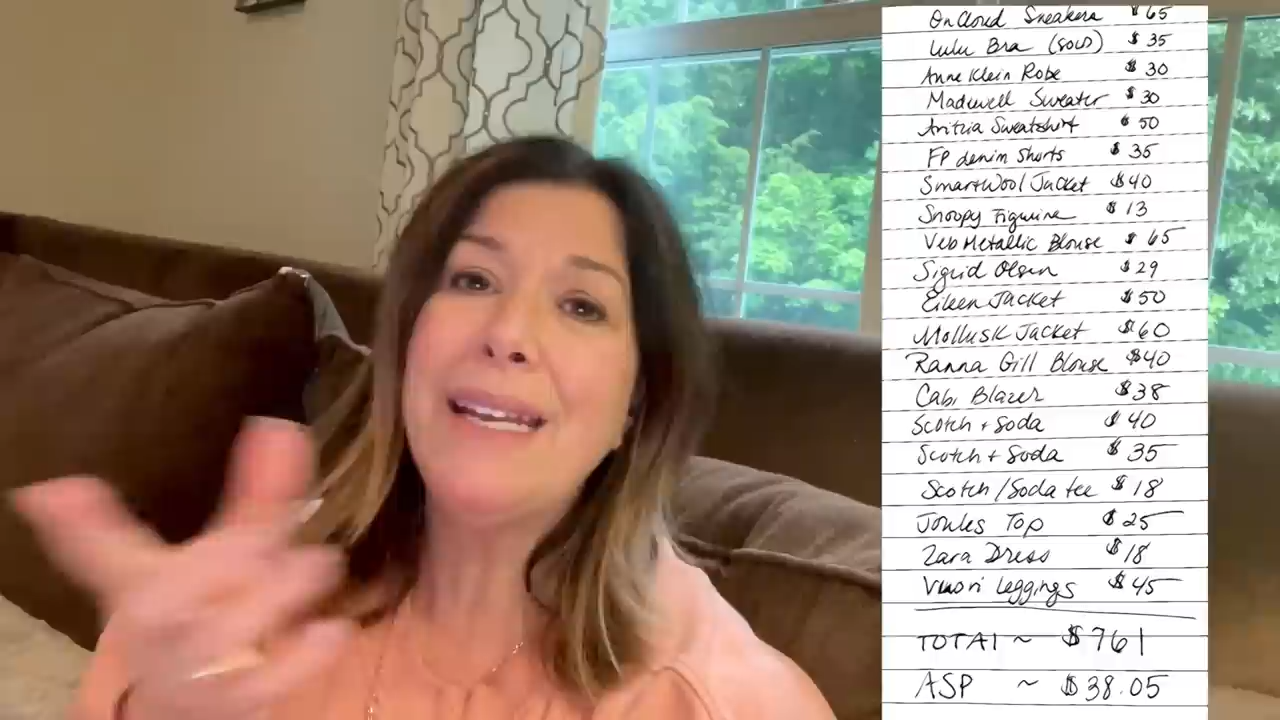 On Cloud Sneakers $65
Lulu Bra (SOLD) $35
Anne Klein Robe $30
Madewell Sweater $30
Aritzia Sweatshirt $50
FP denim shorts $35
SmartWool Jacket $40
Snoopy Figurine $13
Veb Metallic Blouse $65
Sigrid Olsen $29
Eileen Jacket $50
Mollusk Jacket $60
Ranna Gill Blouse $40
Cabi Blazer $38
Scotch + Soda $40
Scotch + Soda $35
Scotch/Soda tee $18
Joules Top $25
Zara Dress $18
Vuori leggings $45
TOTAL ~ $761
ASP ~ $38.05